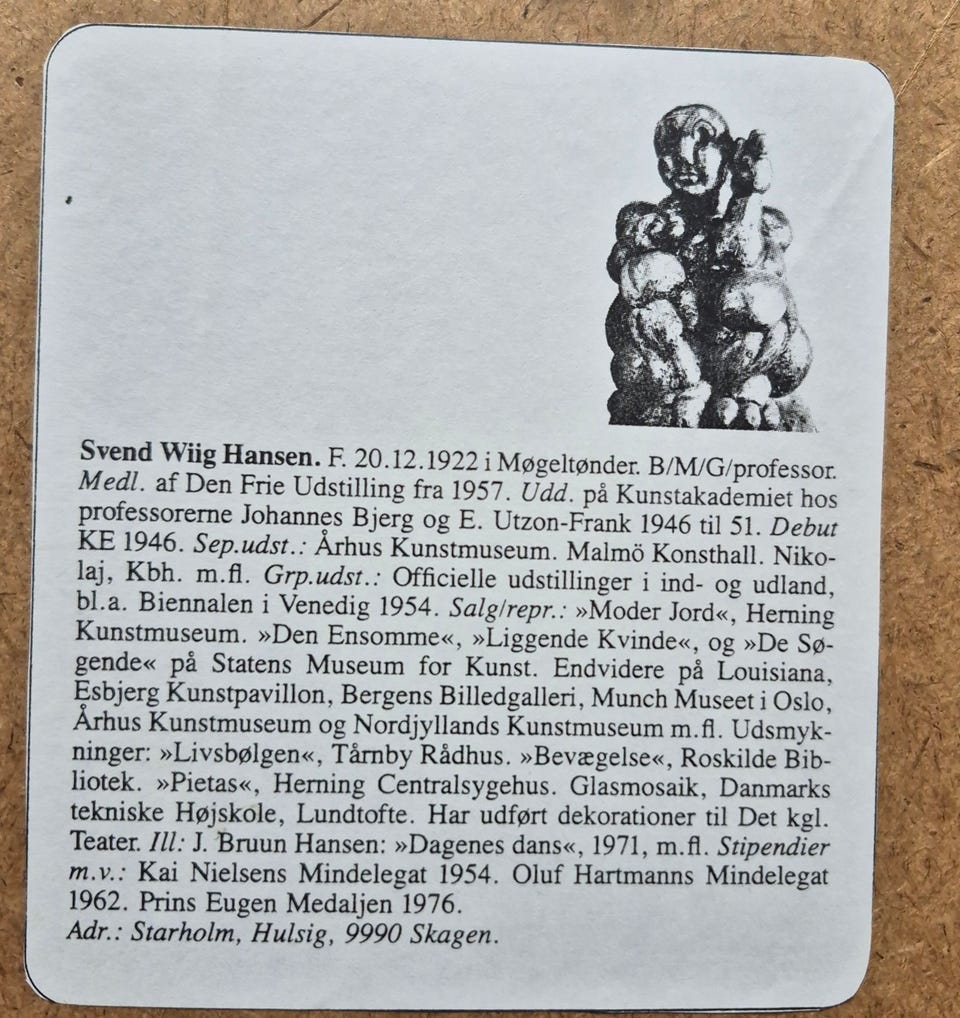 Svend Wiig Hansen. F. 20.12.1922 i Møgeltønder. B/M/G/professor.
Medl. af Den Frie Udstilling fra 1957. Udd. på Kunstakademiet hos
professorerne Johannes Bjerg og E. Utzon-Frank 1946 til 51. Debut
KE 1946. Sep.udst.: Århus Kunstmuseum. Malmö Konsthall. Niko-
laj, Kbh. m.fl. Grp.udst.: Officielle udstillinger i ind- og udland,
bl.a. Biennalen i Venedig 1954. Salg/repr.: »Moder Jord«, Herning
Kunstmuseum. »Den Ensomme«, »Liggende Kvinde«, og »De Sø-
gende« på Statens Museum for Kunst. Endvidere på Louisiana,
Esbjerg Kunstpavillon, Bergens Billedgalleri, Munch Museet i Oslo,
Århus Kunstmuseum og Nordjyllands Kunstmuseum m.fl. Udsmyk-
ninger: »Livsbølgen«, Tårnby Rådhus. »Bevægelse«, Roskilde Bib-
liotek. »Pietas«, Herning Centralsygehus. Glasmosaik, Danmarks
tekniske Højskole, Lundtofte. Har udført dekorationer til Det kgl.
Teater. Ill: J. Bruun Hansen: »Dagenes dans«, 1971, m.fl. Stipendier
m.v.: Kai Nielsens Mindelegat 1954. Oluf Hartmanns Mindelegat
1962. Prins Eugen Medaljen 1976.
Adr.: Starholm, Hulsig, 9990 Skagen.